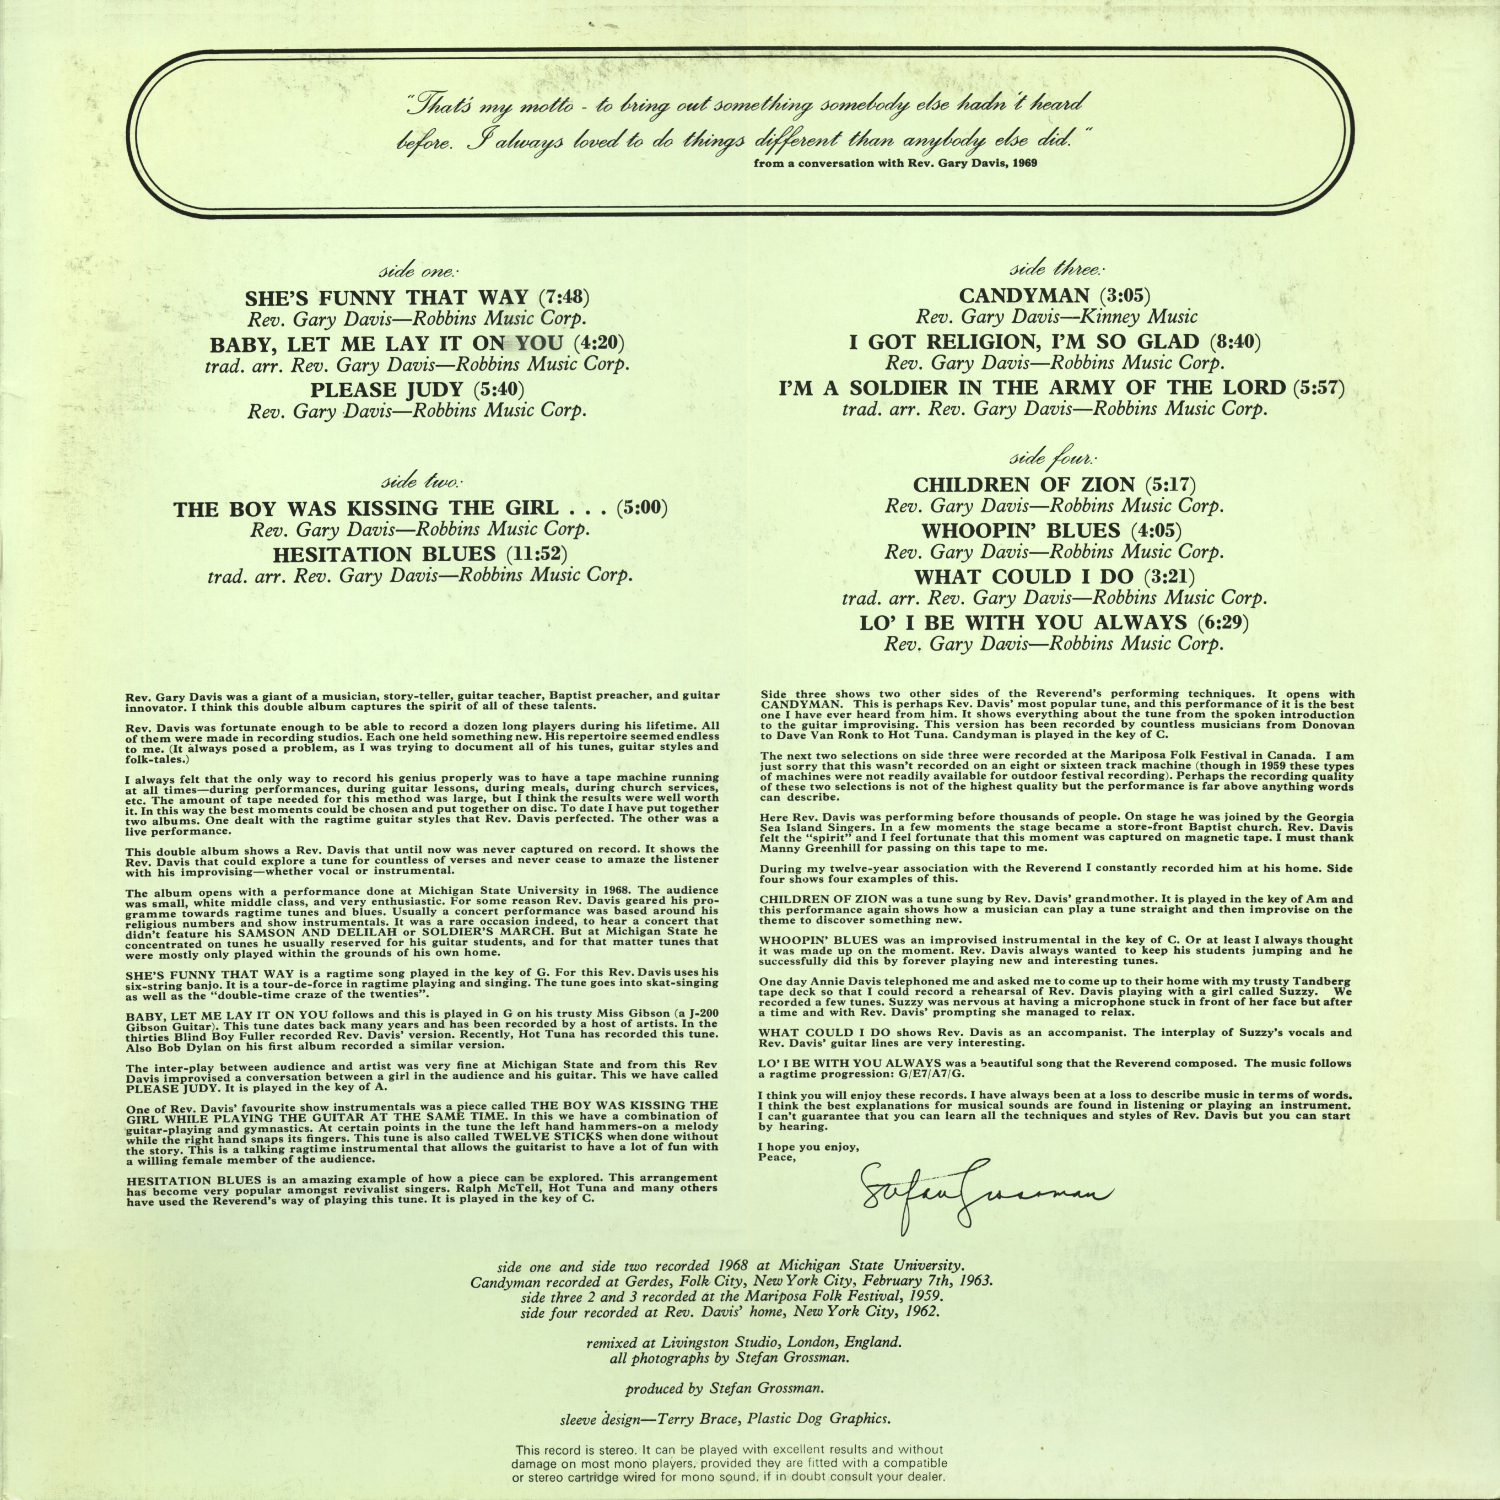 "That's my motto - to bring out something somebody else hadn't heard
before. I always loved to do things different than anybody else did."
from a conversation with Rev. Gary Davis, 1969
side one:
SHE'S FUNNY THAT WAY (7:48)
Rev. Gary Davis—Robbins Music Corp.
BABY, LET ME LAY IT ON YOU (4:20)
trad. arr. Rev. Gary Davis—Robbins Music Corp.
PLEASE JUDY (5:40)
Rev. Gary Davis—Robbins Music Corp.
side two:
THE BOY WAS KISSING THE GIRL . . . (5:00)
Rev. Gary Davis—Robbins Music Corp.
HESITATION BLUES (11:52)
trad. arr. Rev. Gary Davis—Robbins Music Corp.
side three:
CANDYMAN (3:05)
Rev. Gary Davis—Kinney Music
I GOT RELIGION, I'M SO GLAD (8:40)
Rev. Gary Davis—Robbins Music Corp.
I'M A SOLDIER IN THE ARMY OF THE LORD (5:57)
trad. arr. Rev. Gary Davis—Robbins Music Corp.
side four:
CHILDREN OF ZION (5:17)
Rev. Gary Davis—Robbins Music Corp.
WHOOPIN' BLUES (4:05)
Rev. Gary Davis—Robbins Music Corp.
WHAT COULD I DO (3:21)
trad. arr. Rev. Gary Davis—Robbins Music Corp.
LO' I BE WITH YOU ALWAYS (6:29)
Rev. Gary Davis—Robbins Music Corp.
Rev. Gary Davis was a giant of a musician, story-teller, guitar teacher, Baptist preacher, and guitar
innovator. I think this double album captures the spirit of all of these talents.
Rev. Davis was fortunate enough to be able to record a dozen long players during his lifetime. All
of them were made in recording studios. Each one held something new. His repertoire seemed endless
to me. (It always posed a problem, as I was trying to document all of his tunes, guitar styles and
folk-tales.)
I always felt that the only way to record his genius properly was to have a tape machine running
at all times—during performances, during guitar lessons, during meals, during church services,
etc. The amount of tape needed for this method was large, but I think the results were well worth
it. In this way the best moments could be chosen and put together on disc. To date I have put together
two albums. One dealt with the ragtime guitar styles that Rev. Davis perfected. The other was a
live performance.
This double album shows a Rev. Davis that until now was never captured on record. It shows the
Rev. Davis that could explore a tune for countless of verses and never cease to amaze the listener
with his improvising—whether vocal or instrumental.
The album opens with a performance done at Michigan State University in 1968. The audience
was small, white middle class, and very enthusiastic. For some reason Rev. Davis geared his pro-
gramme towards ragtime tunes and blues. Usually a concert performance was based around his
religious numbers and show instrumentals. It was a rare occasion indeed, to hear a concert that
didn't feature his SAMSON AND DELILAH or SOLDIER'S MARCH. But at Michigan State he
concentrated on tunes he usually reserved for his guitar students, and for that matter tunes that
were mostly only played within the grounds of his own home.
SHE'S FUNNY THAT WAY is a ragtime song played in the key of G. For this Rev. Davis uses his
six-string banjo. It is a tour-de-force in ragtime playing and singing. The tune goes into skat-singing
as well as the "double-time craze of the twenties".
BABY, LET ME LAY IT ON YOU follows and this is played in G on his trusty Miss Gibson (a J-200
Gibson Guitar). This tune dates back many years and has been recorded by a host of artists. In the
thirties Blind Boy Fuller recorded Rev. Davis' version. Recently, Hot Tuna has recorded this tune.
Also Bob Dylan on his first album recorded a similar version.
The inter-play between audience and artist was very fine at Michigan State and from this Rev
Davis improvised a conversation between a girl in the audience and his guitar. This we have called
PLEASE JUDY. It is played in the key of A.
One of Rev. Davis' favourite show instrumentals was a piece called THE BOY WAS KISSING THE
GIRL WHILE PLAYING THE GUITAR AT THE SAME TIME. In this we have a combination of
guitar-playing and gymnastics. At certain points in the tune the left hand hammers-on a melody
while the right hand snaps its fingers. This tune is also called TWELVE STICKS when done without
the story. This is a talking ragtime instrumental that allows the guitarist to have a lot of fun with
a willing female member of the audience.
HESITATION BLUES is an amazing example of how a piece can be explored. This arrangement
has become very popular amongst revivalist singers. Ralph McTell, Hot Tuna and many others
have used the Reverend's way of playing this tune. It is played in the key of C.
Side three shows two other sides of the Reverend's performing techniques. It opens with
CANDYMAN. This is perhaps Rev. Davis' most popular tune, and this performance of it is the best
one I have ever heard from him. It shows everything about the tune from the spoken introduction
to the guitar improvising. This version has been recorded by countless musicians from Donovan
to Dave Van Ronk to Hot Tuna. Candyman is played in the key of C.
The next two selections on side three were recorded at the Mariposa Folk Festival in Canada. I am
just sorry that this wasn't recorded on an eight or sixteen track machine (though in 1959 these types
of machines were not readily available for outdoor festival recording). Perhaps the recording quality
of these two selections is not of the highest quality but the performance is far above anything words
can describe.
Here Rev. Davis was performing before thousands of people. On stage he was joined by the Georgia
Sea Island Singers. In a few moments the stage became a store-front Baptist church. Rev. Davis
felt the "spirit" and I feel fortunate that this moment was captured on magnetic tape. I must thank
Manny Greenhill for passing on this tape to me.
During my twelve-year association with the Reverend I constantly recorded him at his home. Side
four shows four examples of this.
CHILDREN OF ZION was a tune sung by Rev. Davis' grandmother. It is played in the key of Am and
this performance again shows how a musician can play a tune straight and then improvise on the
theme to discover something new.
WHOOPIN' BLUES was an improvised instrumental in the key of C. Or at least I always thought
it was made up on the moment. Rev. Davis always wanted to keep his students jumping and he
successfully did this by forever playing new and interesting tunes.
One day Annie Davis telephoned me and asked me to come up to their home with my trusty Tandberg
tape deck so that I could record a rehearsal of Rev. Davis playing with a girl called Suzzy. We
recorded a few tunes. Suzzy was nervous at having a microphone stuck in front of her face but after
a time and with Rev. Davis' prompting she managed to relax.
WHAT COULD I DO shows Rev. Davis as an accompanist. The interplay of Suzzy's vocals and
Rev. Davis' guitar lines are very interesting.
LO' I BE WITH YOU ALWAYS was a beautiful song that the Reverend composed. The music follows
a ragtime progression: G/E7/A7/G.
I think you will enjoy these records. I have always been at a loss to describe music in terms of words.
I think the best explanations for musical sounds are found in listening or playing an instrument.
I can't guarantee that you can learn all the techniques and styles of Rev. Davis but you can start
by hearing.
I hope you enjoy,
Peace,
Stefan Grossman
side one and side two recorded 1968 at Michigan State University.
Candyman recorded at Gerdes, Folk City, New York City, February 7th, 1963.
side three 2 and 3 recorded at the Mariposa Folk Festival, 1959.
side four recorded at Rev. Davis' home, New York City, 1962.
remixed at Livingston Studio, London, England.
all photographs by Stefan Grossman.
produced by Stefan Grossman.
sleeve design—Terry Brace, Plastic Dog Graphics.
This record is stereo. It can be played with excellent results and without
damage on most mono players, provided they are fitted with a compatible
or stereo cartridge wired for mono sound, if in doubt consult your dealer.